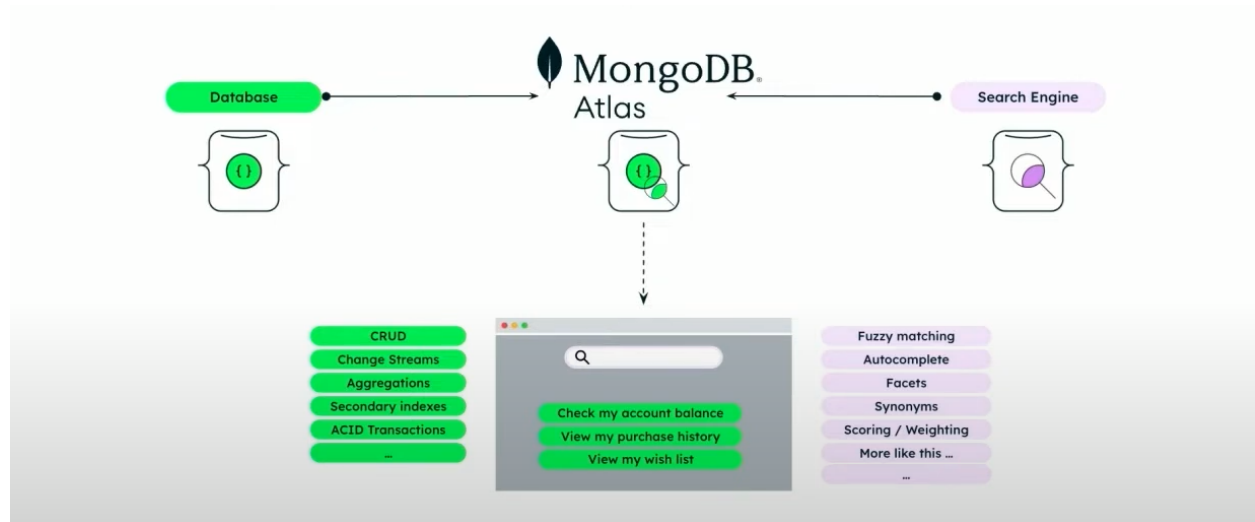 MongoDB®
Atlas
Database
Search Engine
{ }
{ }
CRUD
Change Streams
Aggregations
Secondary indexes
ACID Transactions
...
Check my account balance
View my purchase history
View my wish list
Fuzzy matching
Autocomplete
Facets
Synonyms
Scoring / Weighting
More like this ...
...